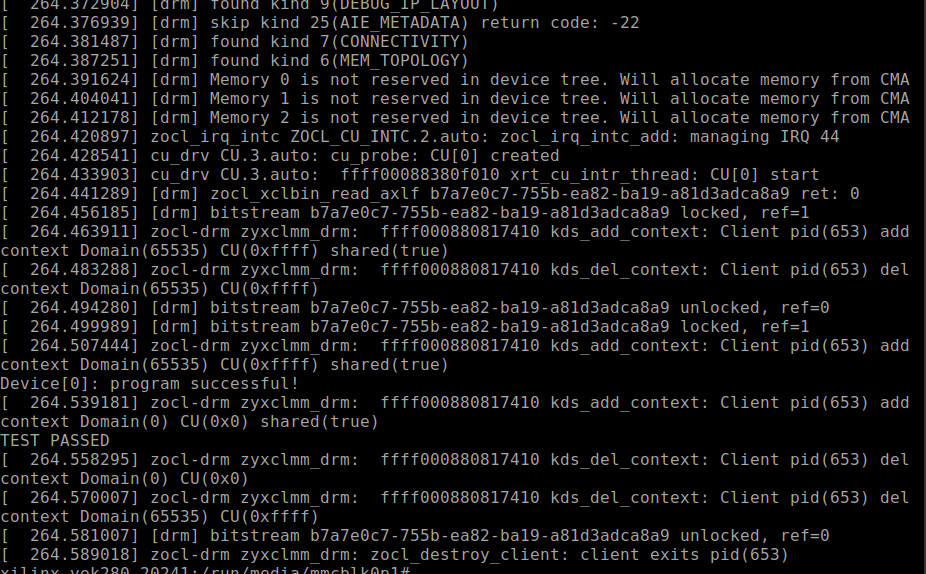 [  264.372904] [drm] found kind 9(DEBUG_IP_LAYOUT)
[  264.376939] [drm] skip kind 25(AIE_METADATA) return code: -22
[  264.381487] [drm] found kind 7(CONNECTIVITY)
[  264.387251] [drm] found kind 6(MEM_TOPOLOGY)
[  264.391624] [drm] Memory 0 is not reserved in device tree. Will allocate memory from CMA
[  264.404041] [drm] Memory 1 is not reserved in device tree. Will allocate memory from CMA
[  264.412178] [drm] Memory 2 is not reserved in device tree. Will allocate memory from CMA
[  264.420897] zocl_irq_intc ZOCL_CU_INTC.2.auto: zocl_irq_intc_add: managing IRQ 44
[  264.428541] cu_drv CU.3.auto: cu_probe: CU[0] created
[  264.433903] cu_drv CU.3.auto:  ffff00088380f010 xrt_cu_intr_thread: CU[0] start
[  264.441289] [drm] zocl_xclbin_read_axlf b7a7e0c7-755b-ea82-ba19-a81d3adca8a9 ret: 0
[  264.456185] [drm] bitstream b7a7e0c7-755b-ea82-ba19-a81d3adca8a9 locked, ref=1
[  264.463911] zocl-drm zyxclmm_drm:  ffff000880817410 kds_add_context: Client pid(653) add
context Domain(65535) CU(0xffff) shared(true)
[  264.483288] zocl-drm zyxclmm_drm:  ffff000880817410 kds_del_context: Client pid(653) del
context Domain(65535) CU(0xffff)
[  264.494280] [drm] bitstream b7a7e0c7-755b-ea82-ba19-a81d3adca8a9 unlocked, ref=0
[  264.499989] [drm] bitstream b7a7e0c7-755b-ea82-ba19-a81d3adca8a9 locked, ref=1
[  264.507444] zocl-drm zyxclmm_drm:  ffff000880817410 kds_add_context: Client pid(653) add
context Domain(65535) CU(0xffff) shared(true)
Device[0]: program successful!
[  264.539181] zocl-drm zyxclmm_drm:  ffff000880817410 kds_add_context: Client pid(653) add
context Domain(0) CU(0x0) shared(true)
TEST PASSED
[  264.558295] zocl-drm zyxclmm_drm:  ffff000880817410 kds_del_context: Client pid(653) del
context Domain(0) CU(0x0)
[  264.570007] zocl-drm zyxclmm_drm:  ffff000880817410 kds_del_context: Client pid(653) del
context Domain(65535) CU(0xffff)
[  264.581007] [drm] bitstream b7a7e0c7-755b-ea82-ba19-a81d3adca8a9 unlocked, ref=0
[  264.589018] zocl-drm zyxclmm_drm: zocl_destroy_client: client exits pid(653)
xilinx-vek280-20241:/run/media/mmcblk0p1#